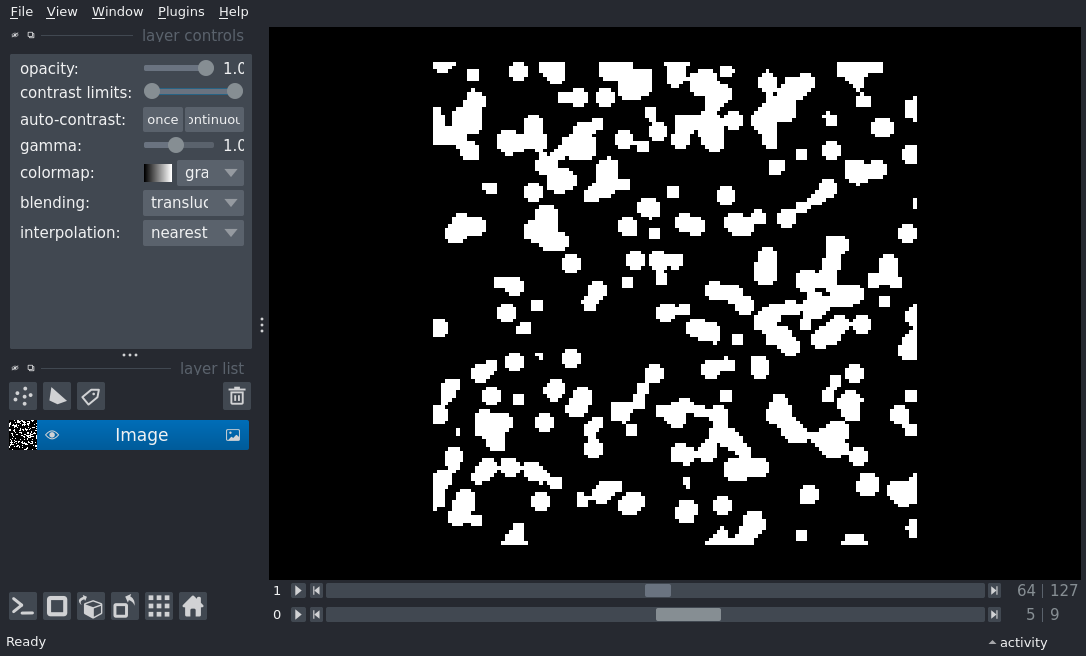 File View Window Plugins Help
layer controls
opacity: 1.0
contrast limits:
auto-contrast: once ontinuou
gamma: 1.0
colormap: gra
blending: transluc
interpolation: nearest
layer list
Image
1 64 | 127
0 5 | 9
Ready activity